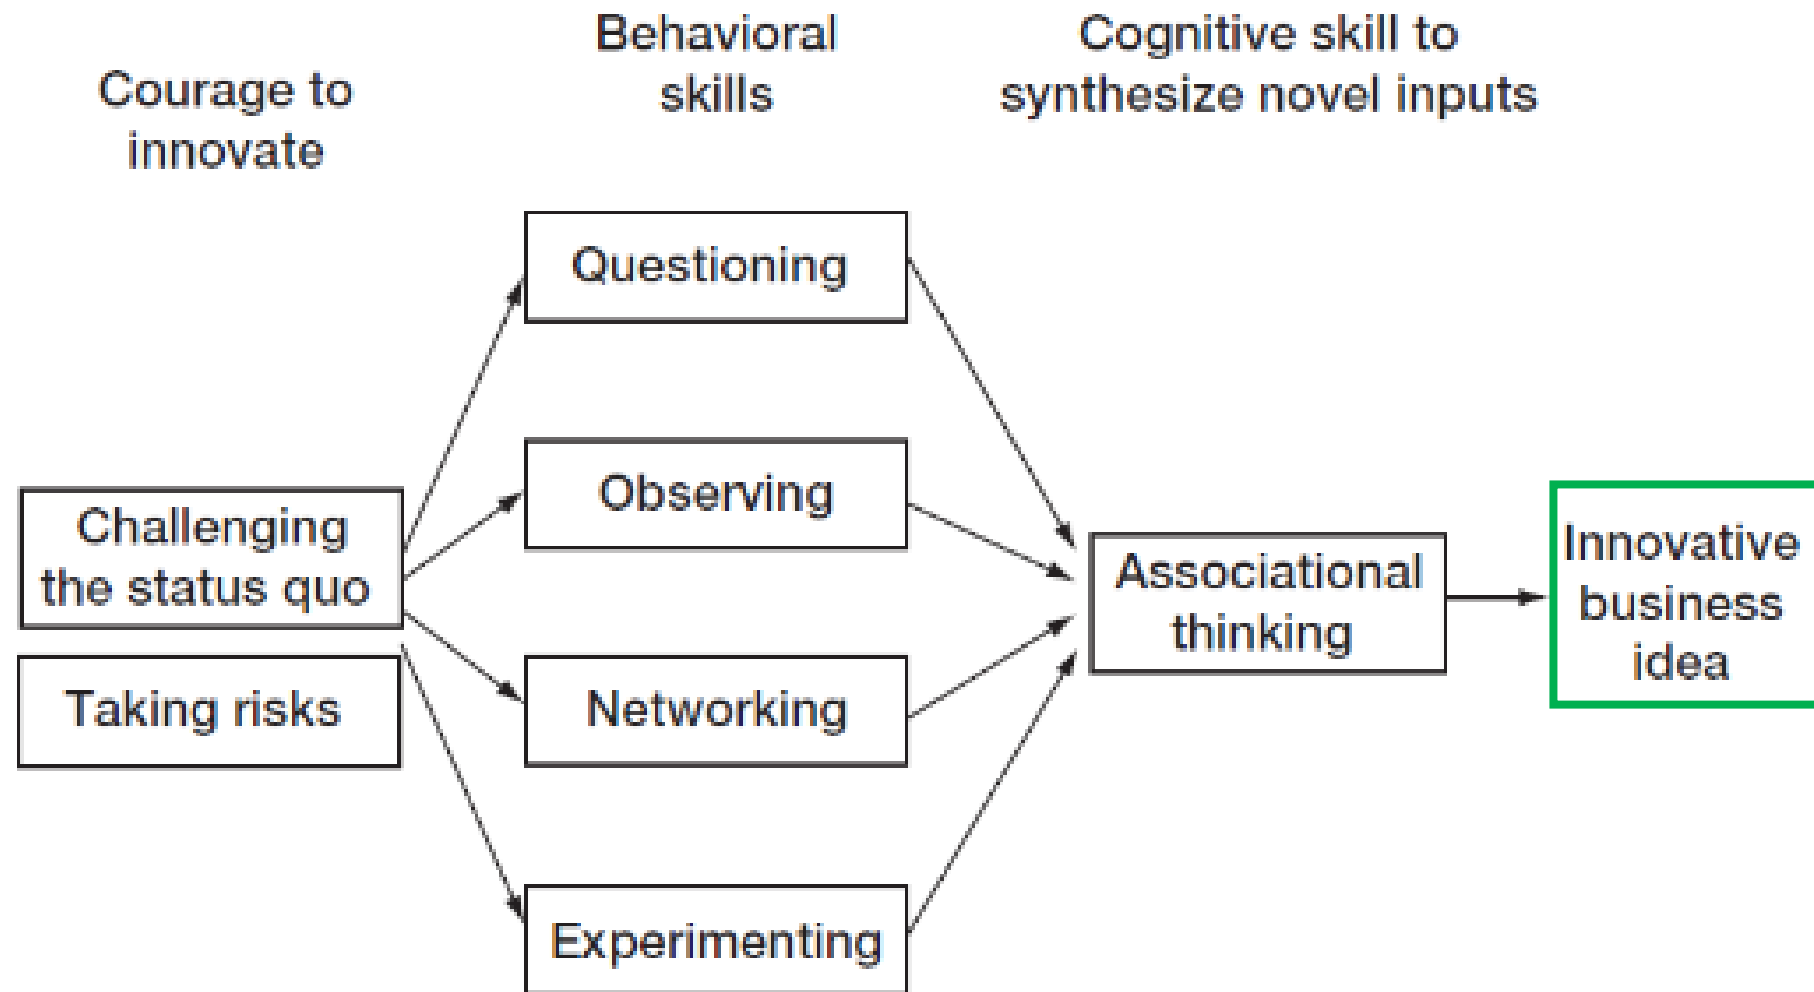 Courage to
innovate
Behavioral
skills
Cognitive skill to
synthesize novel inputs
Challenging
the status quo
Taking risks
Questioning
Observing
Networking
Experimenting
Associational
thinking
Innovative
business
idea